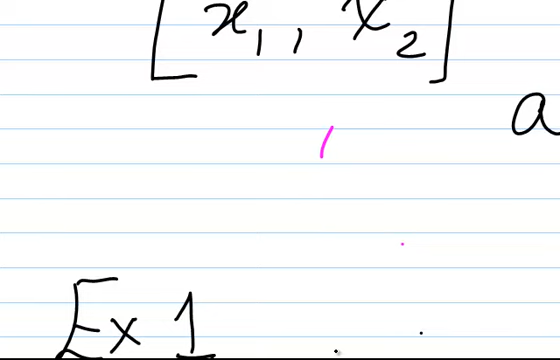 [x₁, x₂]
a
Ex 1